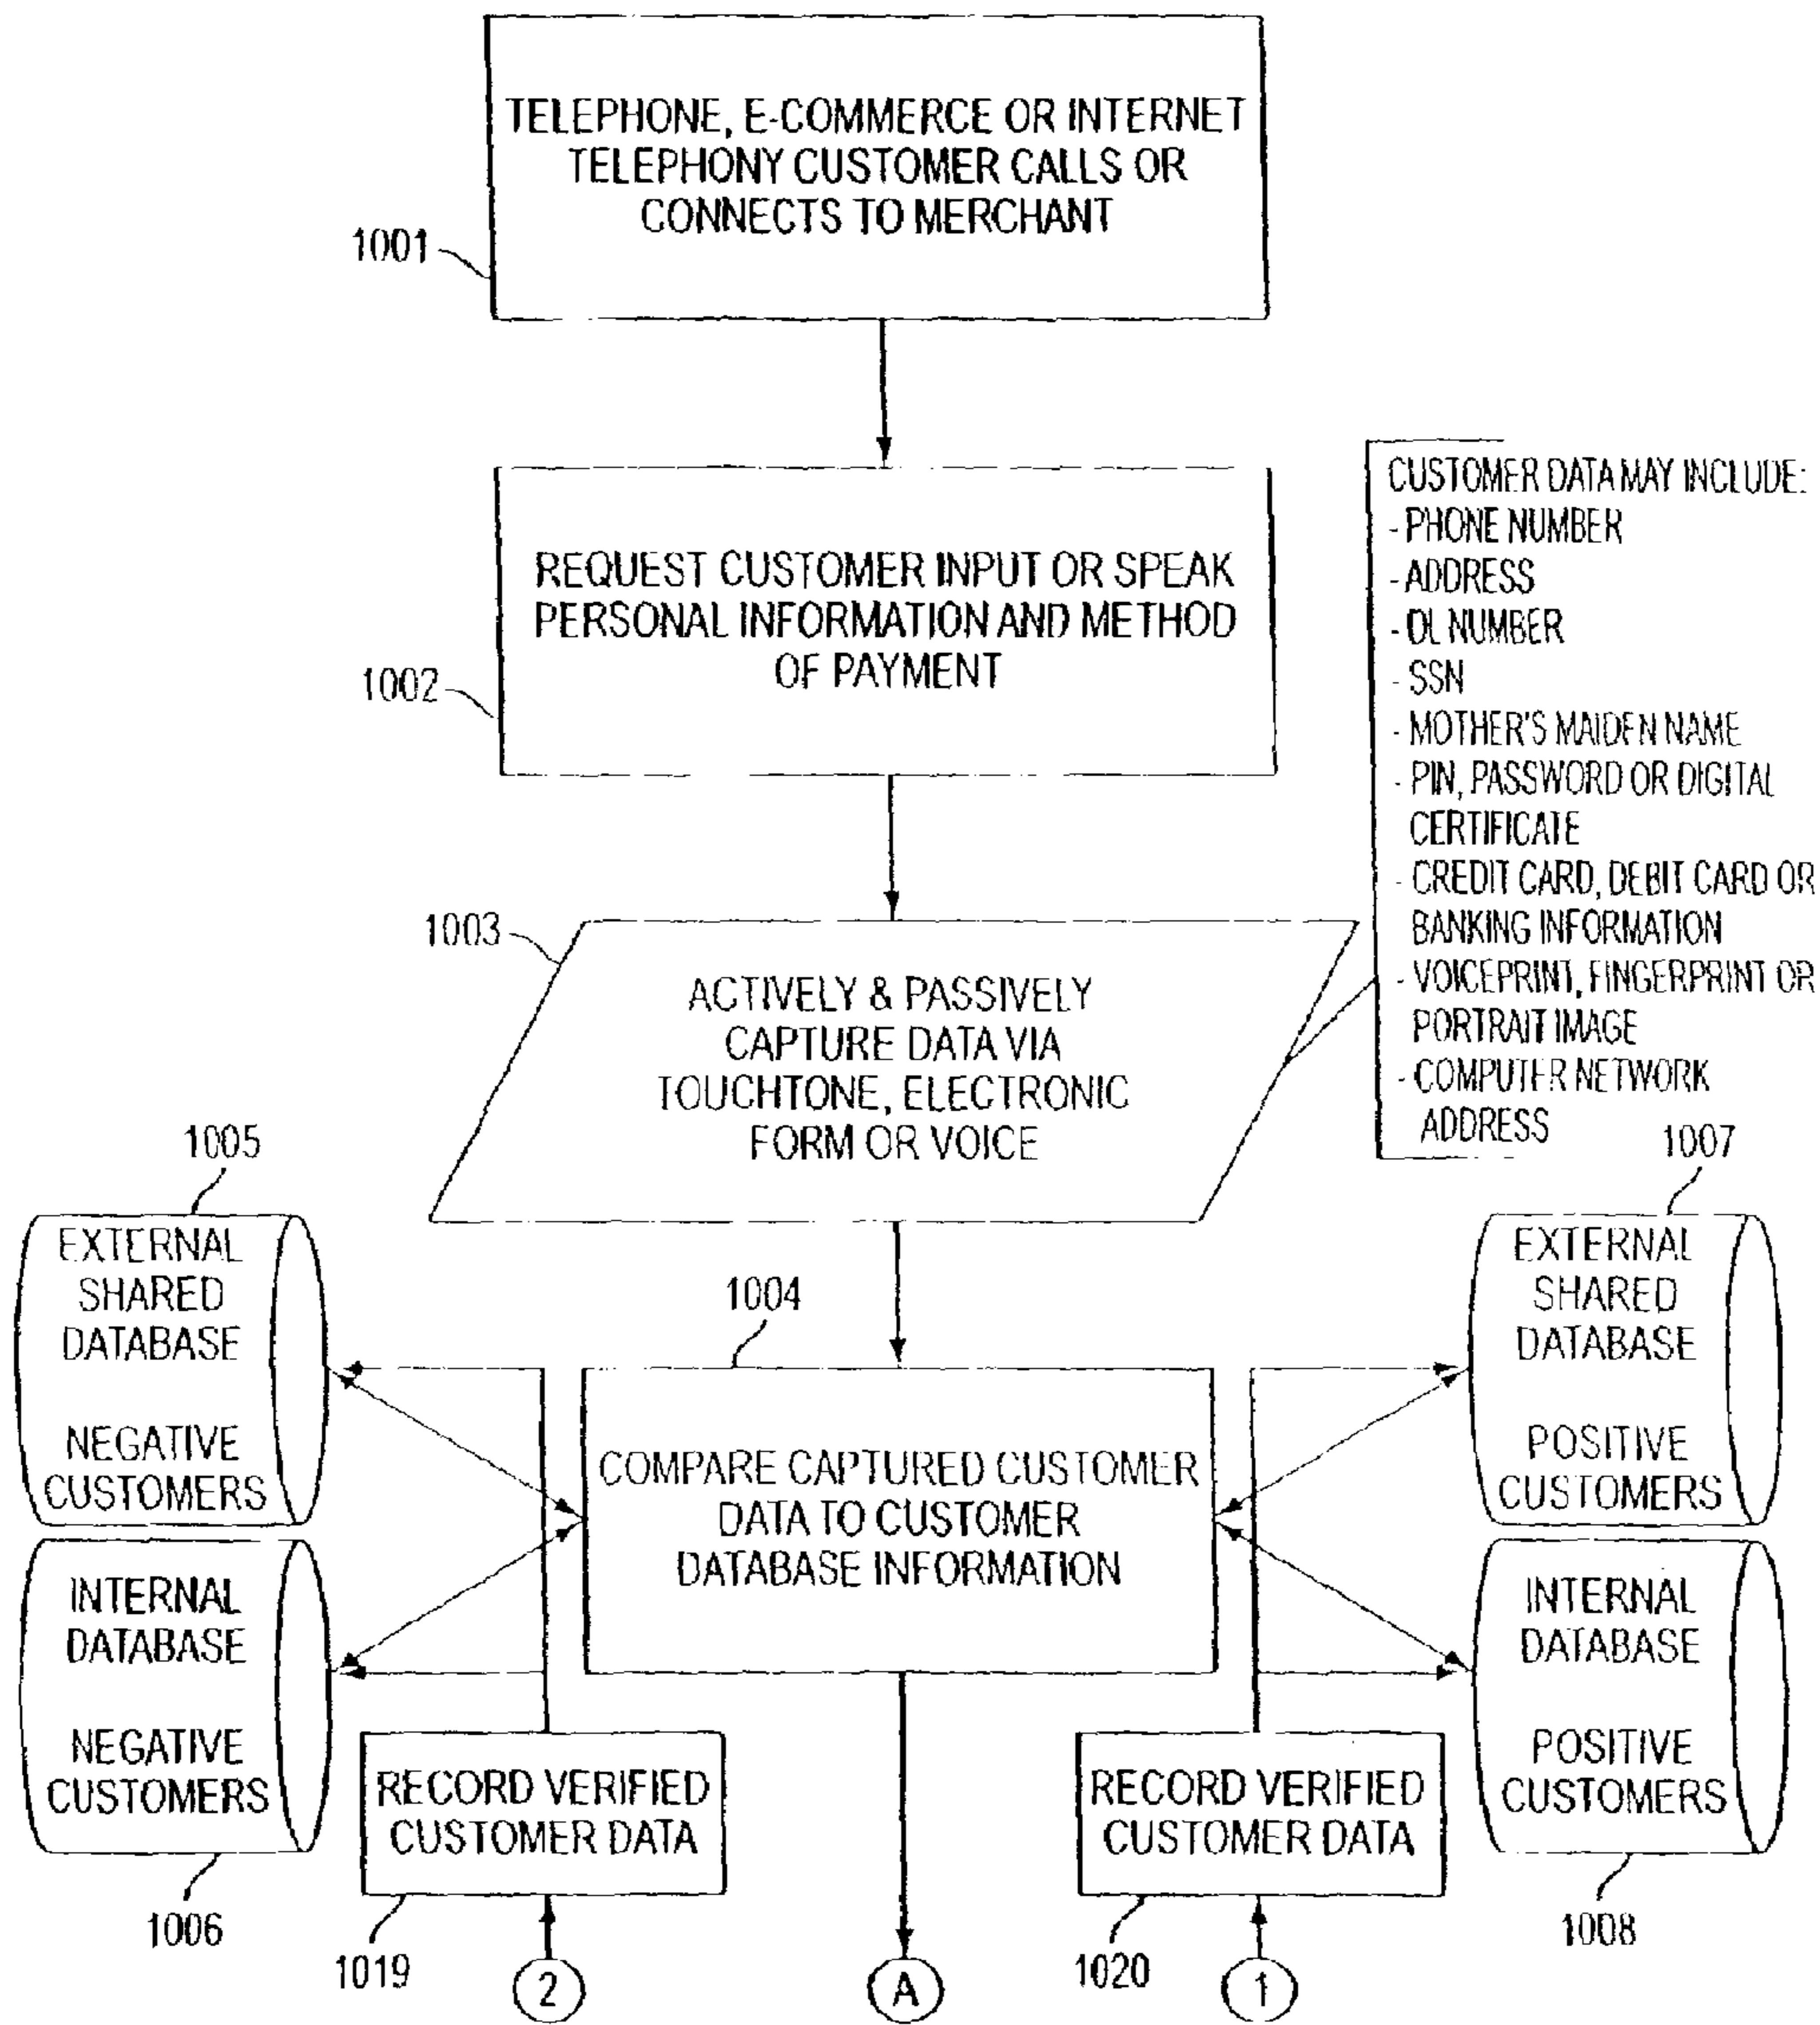 TELEPHONE, E-COMMERCE OR INTERNET
TELEPHONY CUSTOMER CALLS OR
CONNECTS TO MERCHANT
1001
REQUEST CUSTOMER INPUT OR SPEAK
PERSONAL INFORMATION AND METHOD
OF PAYMENT
1002
CUSTOMER DATA MAY INCLUDE:
- PHONE NUMBER
- ADDRESS
- DL NUMBER
- SSN
- MOTHER'S MAIDEN NAME
- PIN, PASSWORD OR DIGITAL
CERTIFICATE
- CREDIT CARD, DEBIT CARD OR
BANKING INFORMATION
- VOICEPRINT, FINGERPRINT OR
PORTRAIT IMAGE
- COMPUTER NETWORK
ADDRESS
1003
ACTIVELY & PASSIVELY
CAPTURE DATA VIA
TOUCHTONE, ELECTRONIC
FORM OR VOICE
1005
EXTERNAL
SHARED
DATABASE
NEGATIVE
CUSTOMERS
INTERNAL
DATABASE
NEGATIVE
CUSTOMERS
1006
1004
COMPARE CAPTURED CUSTOMER
DATA TO CUSTOMER
DATABASE INFORMATION
1007
EXTERNAL
SHARED
DATABASE
POSITIVE
CUSTOMERS
INTERNAL
DATABASE
POSITIVE
CUSTOMERS
1008
RECORD VERIFIED
CUSTOMER DATA
1019
2
A
RECORD VERIFIED
CUSTOMER DATA
1020
1